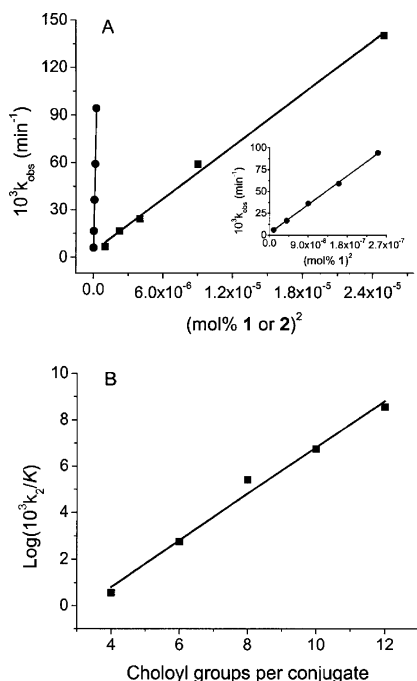 A
10³k_obs (min⁻¹)
150
120
90
60
30
0
0.0 6.0x10⁻⁶ 1.2x10⁻⁵ 1.8x10⁻⁵ 2.4x10⁻⁵
(mol% 1 or 2)²
10³k_obs (min⁻¹)
100
75
50
25
0
9.0x10⁻⁸ 1.8x10⁻⁷ 2.7x10⁻⁷
(mol% 1)²
B
Log(10³k₂/K)
10
8
6
4
2
0
4 6 8 10 12
Choloyl groups per conjugate